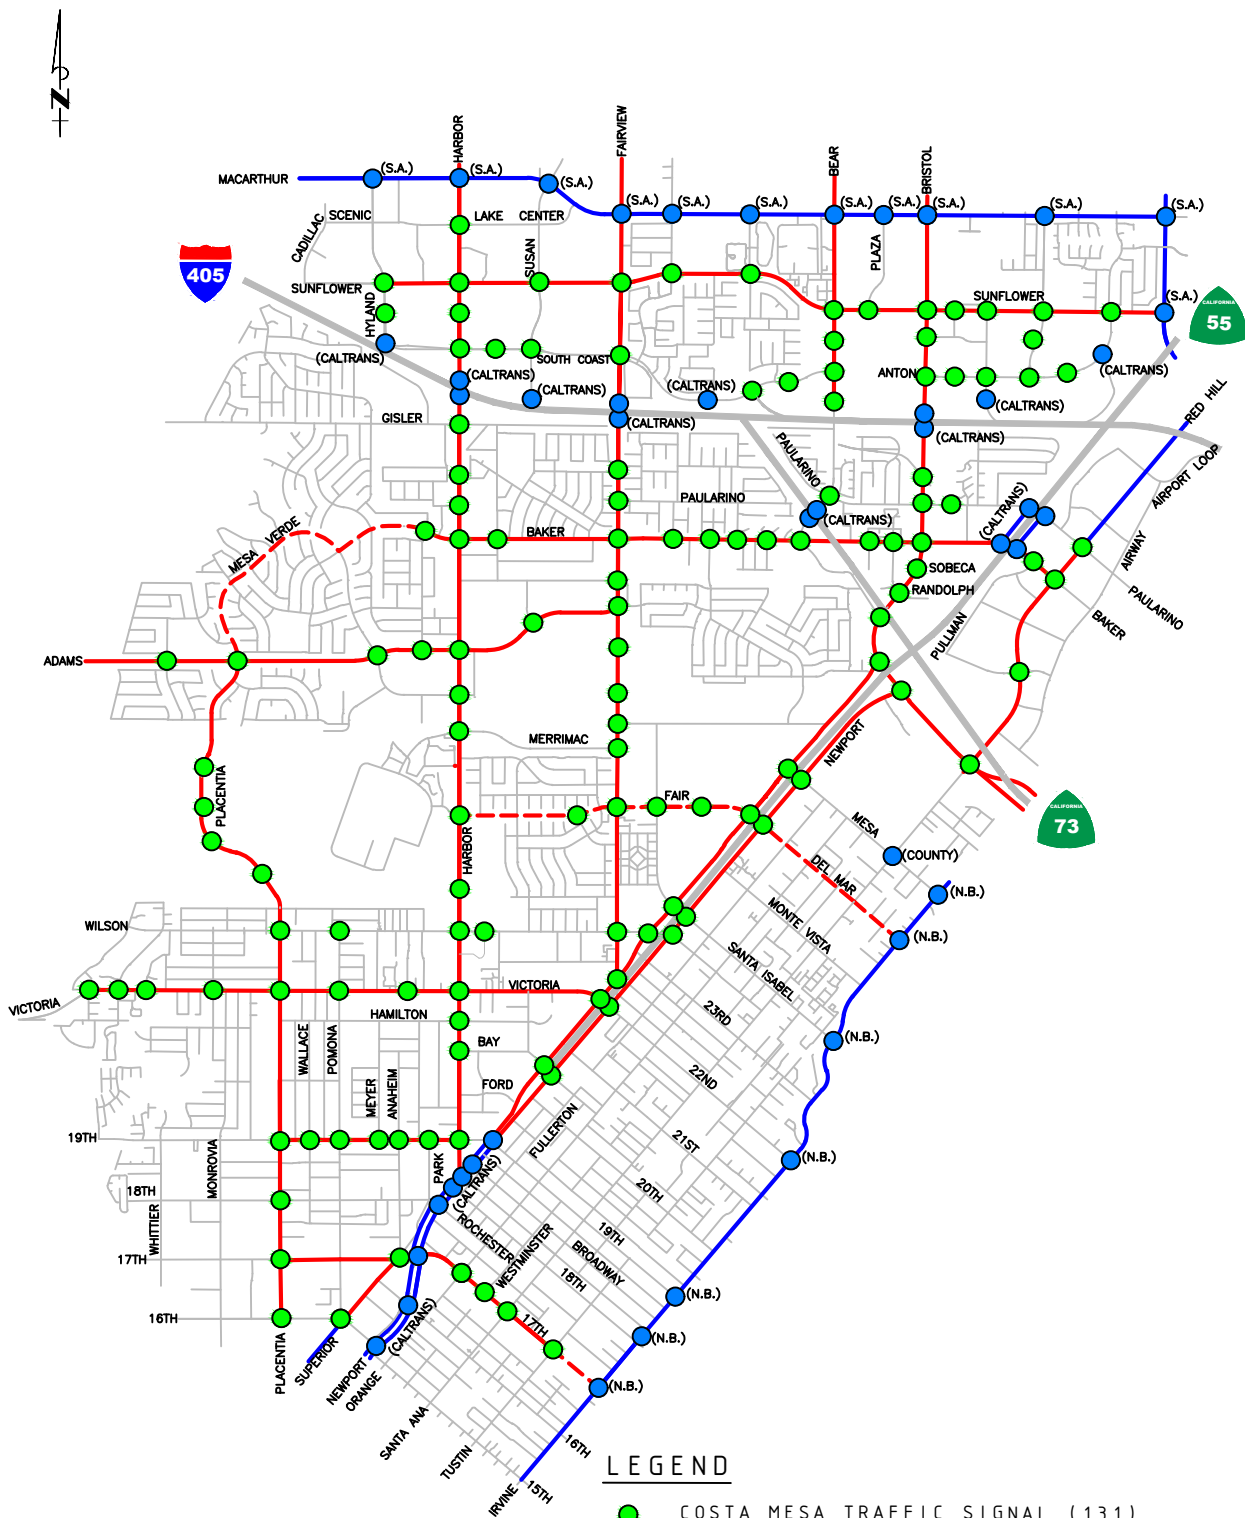 N
MACARTHUR
(S.A.)
HARBOR
(S.A.)
(S.A.)
FAIRVIEW
(S.A.)
(S.A.)
(S.A.)
BEAR
(S.A.)
(S.A.)
BRISTOL
(S.A.)
(S.A.)
(S.A.)
SCENIC
LAKE CENTER
CADILLAC
SUSAN
PLAZA
405
SUNFLOWER
SUNFLOWER
(S.A.)
HYLAND
CALIFORNIA
55
(CALTRANS)
SOUTH COAST
(CALTRANS)
(CALTRANS)
(CALTRANS)
ANTON
(CALTRANS)
(CALTRANS)
GISLER
(CALTRANS)
(CALTRANS)
RED HILL
PAULARINO
AIRPORT LOOP
PAULARINO
(CALTRANS)
(CALTRANS)
MESA VERDE
BAKER
AIRWAY
SOBECA
RANDOLPH
PAULARINO
BAKER
PULLMAN
ADAMS
MERRIMAC
NEWPORT
PLACENTIA
FAIR
MESA
CALIFORNIA
73
HARBOR
(COUNTY)
DEL MAR
(N.B.)
WILSON
MONTE VISTA
(N.B.)
SANTA ISABEL
VICTORIA
VICTORIA
HAMILTON
23RD
WALLACE
POMONA
BAY
(N.B.)
MEYER
ANAHEIM
FORD
22ND
FULLERTON
19TH
21ST
MONROVIA
PARK
(CALTRANS)
(N.B.)
18TH
20TH
WHITTIER
ROCHESTER
WESTMINSTER
19TH
BROADWAY
17TH
18TH
(N.B.)
16TH
(CALTRANS)
17TH
(N.B.)
PLACENTIA
SUPERIOR
NEWPORT
ORANGE
(N.B.)
SANTA ANA
TUSTIN
16TH
IRVINE
15TH
LEGEND
COSTA MESA TRAFFIC SIGNAL (131)